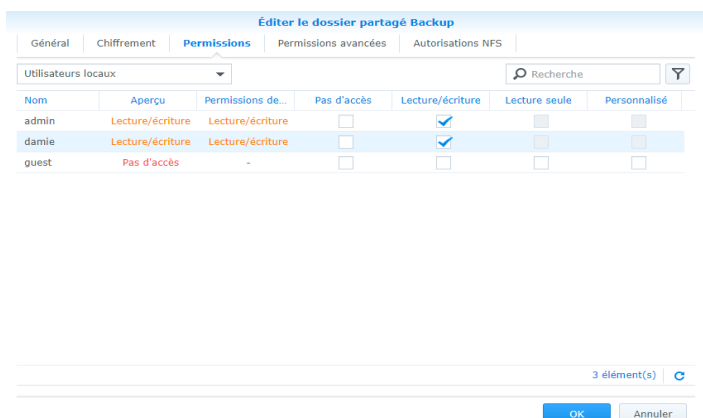 Éditer le dossier partagé Backup
Général Chiffrement Permissions Permissions avancées Autorisations NFS
Utilisateurs locaux Recherche
Nom Aperçu Permissions de... Pas d'accès Lecture/écriture Lecture seule Personnalisé
admin Lecture/écriture Lecture/écriture
damie Lecture/écriture Lecture/écriture
guest Pas d'accès -
3 élément(s)
OK Annuler